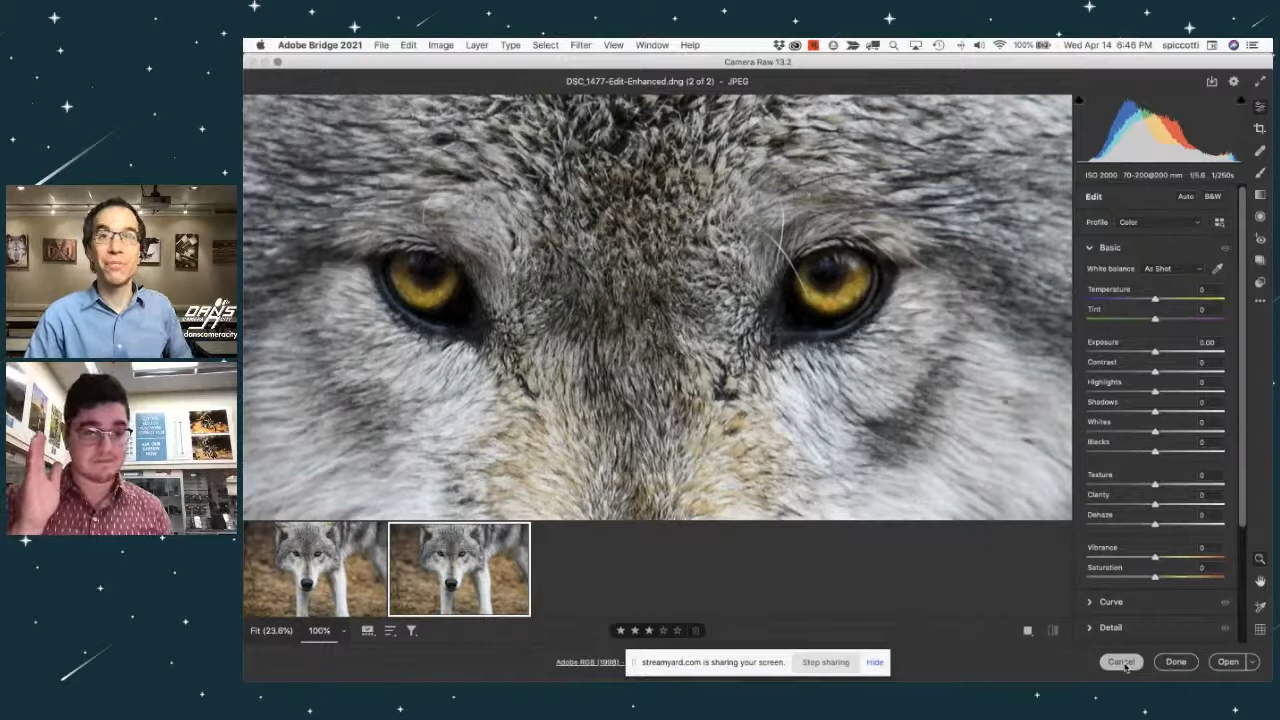 Adobe Bridge 2021 File Edit Image Layer Type Select Filter View Window Help 100% Wed Apr 14 6:46 PM spiccotti
Camera Raw 13.2
DSC_1477-Edit-Enhanced.dng (2 of 2) - JPEG
ISO 2000 70-200@200 mm f/5.6 1/250s
Edit Auto B&W
Profile Color
Basic
White balance As Shot
Temperature 0
Tint 0
Exposure 0.00
Contrast 0
Highlights 0
Shadows 0
Whites 0
Blacks 0
Texture 0
Clarity 0
Dehaze 0
Vibrance 0
Saturation 0
Curve
Detail
DAN'S
CAMERA CITY
danscameracity
Fit (23.6%) 100%
Adobe RGB (1998) -
streamyard.com is sharing your screen. Stop sharing Hide
Cancel Done Open